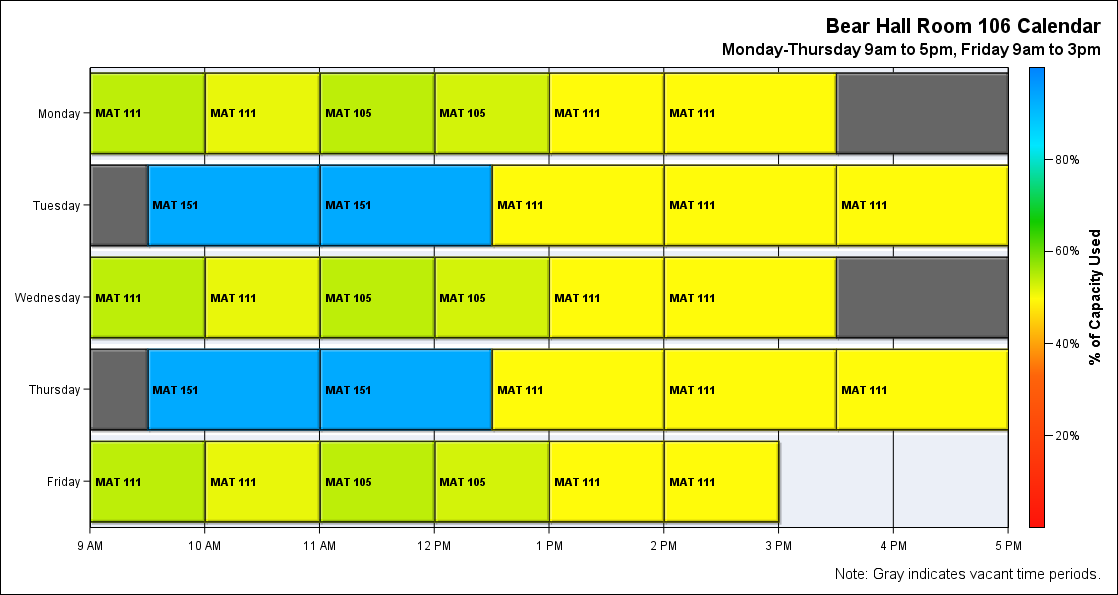 Bear Hall Room 106 Calendar
Monday-Thursday 9am to 5pm, Friday 9am to 3pm
Monday
MAT 111
MAT 111
MAT 105
MAT 105
MAT 111
MAT 111
Tuesday
MAT 151
MAT 151
MAT 111
MAT 111
MAT 111
Wednesday
MAT 111
MAT 111
MAT 105
MAT 105
MAT 111
MAT 111
Thursday
MAT 151
MAT 151
MAT 111
MAT 111
MAT 111
Friday
MAT 111
MAT 111
MAT 105
MAT 105
MAT 111
MAT 111
9 AM
10 AM
11 AM
12 PM
1 PM
2 PM
3 PM
4 PM
5 PM
80%
60%
40%
20%
% of Capacity Used
Note: Gray indicates vacant time periods.